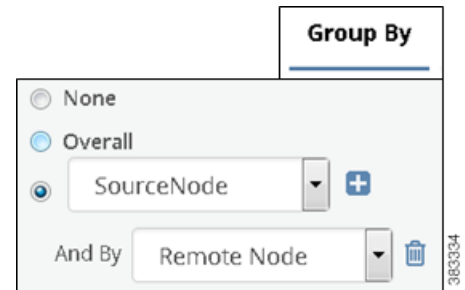 Group By
None
Overall
SourceNode
And By Remote Node
383334